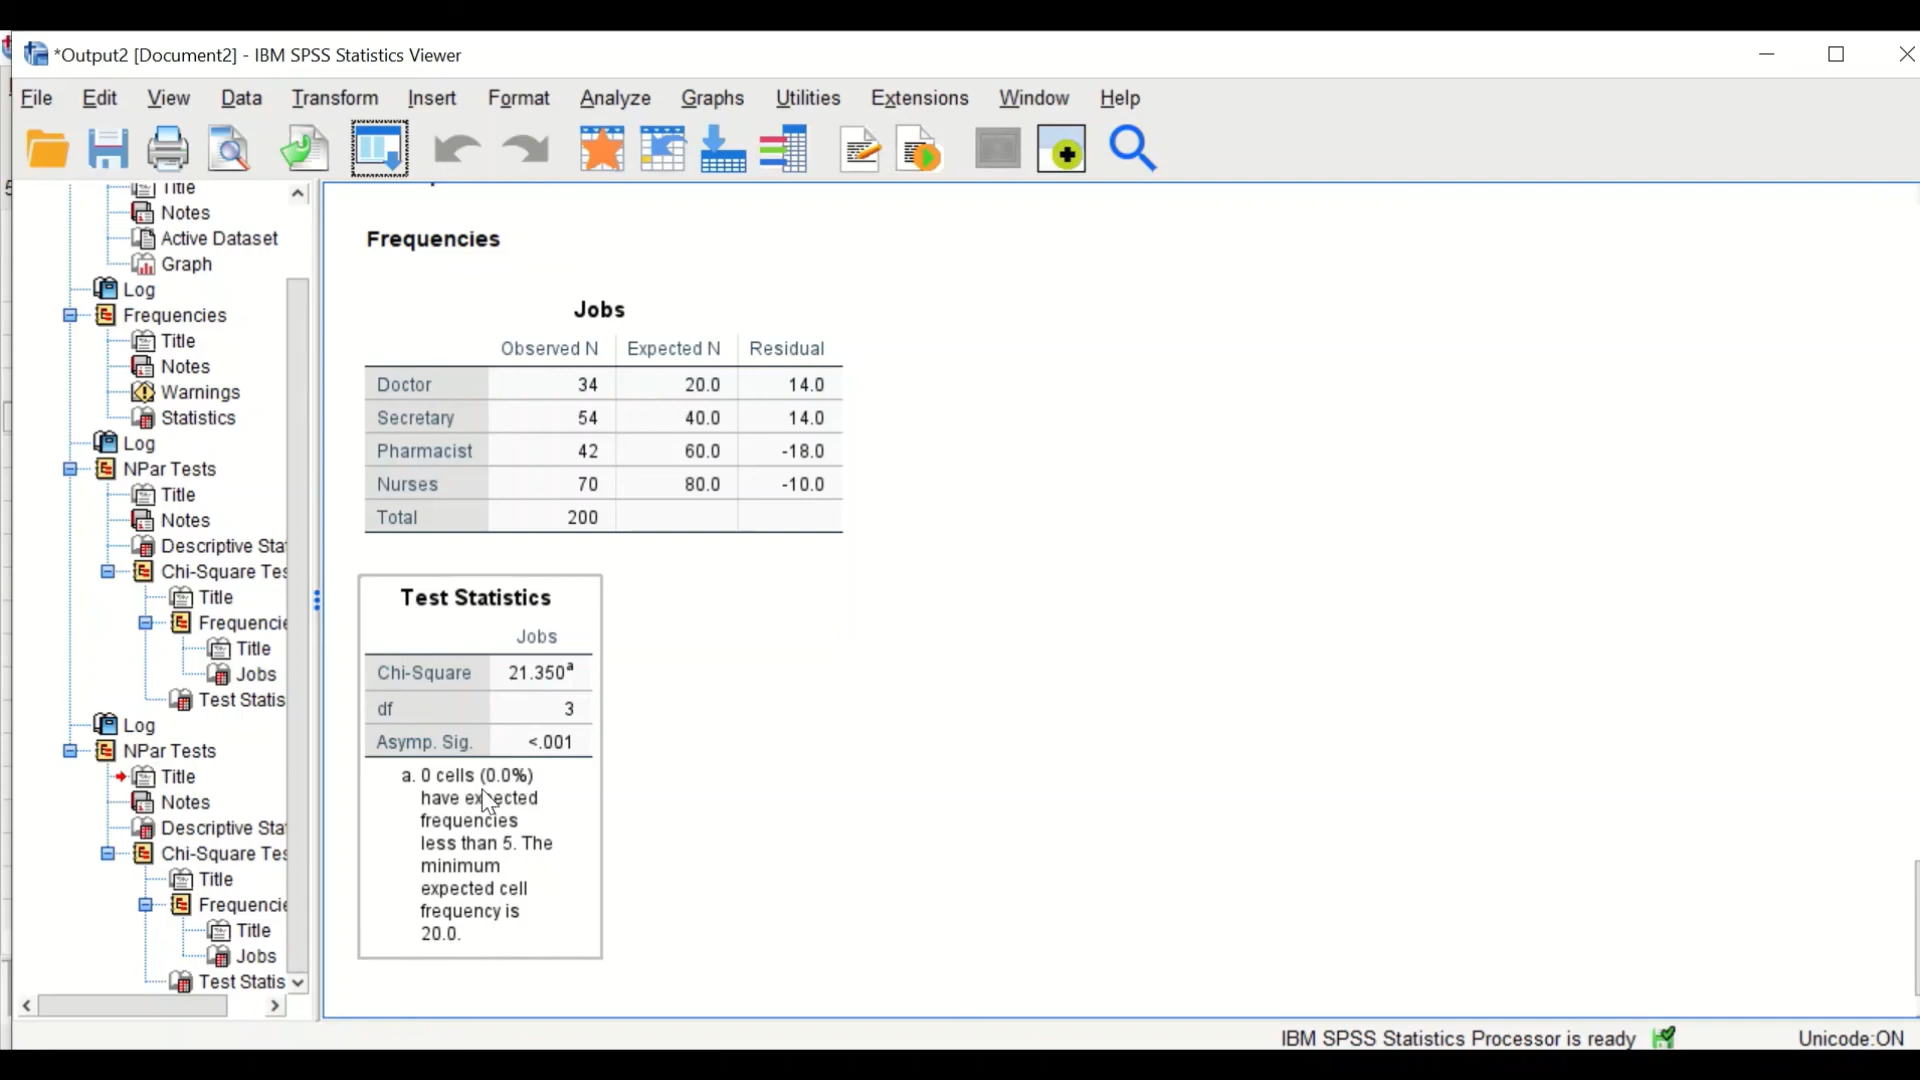 *Output2 [Document2] - IBM SPSS Statistics Viewer
File Edit View Data Transform Insert Format Analyze Graphs Utilities Extensions Window Help
Title
Notes
Active Dataset
Graph
Log
Frequencies
Title
Notes
Warnings
Statistics
Log
NPar Tests
Title
Notes
Descriptive Sta
Chi-Square Tes
Title
Frequencie
Title
Jobs
Test Statis
Log
NPar Tests
Title
Notes
Descriptive Sta
Chi-Square Tes
Title
Frequencie
Title
Jobs
Test Statis
Frequencies
Jobs
Observed N Expected N Residual
Doctor 34 20.0 14.0
Secretary 54 40.0 14.0
Pharmacist 42 60.0 -18.0
Nurses 70 80.0 -10.0
Total 200
Test Statistics
Jobs
Chi-Square 21.350a
df 3
Asymp. Sig. <.001
a. 0 cells (0.0%)
have expected
frequencies
less than 5. The
minimum
expected cell
frequency is
20.0.
IBM SPSS Statistics Processor is ready Unicode:ON